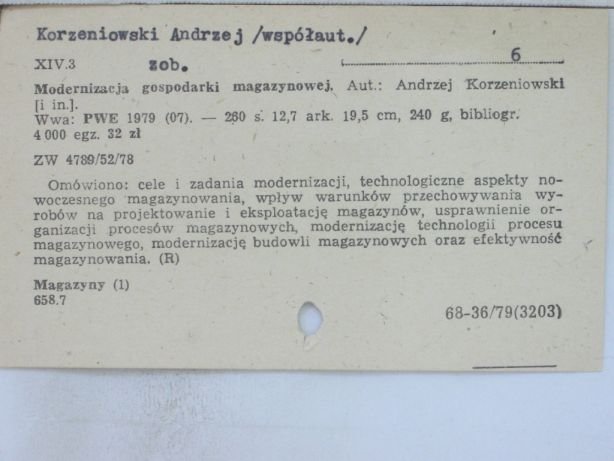 Korzeniowski Andrzej /współaut./
XIV.3 zob. 6
Modernizacja gospodarki magazynowej. Aut.: Andrzej Korzeniowski
[i in.].
Wwa: PWE 1979 (07). — 260 s. 12,7 ark. 19,5 cm, 240 g, bibliogr.
4 000 egz. 32 zł
ZW 4789/52/78
Omówiono: cele i zadania modernizacji, technologiczne aspekty no-
woczesnego magazynowania, wpływ warunków przechowywania wy-
robów na projektowanie i eksploatację magazynów, usprawnienie or-
ganizacji procesów magazynowych, modernizację technologii procesu
magazynowego, modernizację budowli magazynowych oraz efektywność
magazynowania. (R)
Magazyny (1)
658.7
68-36/79(3203)